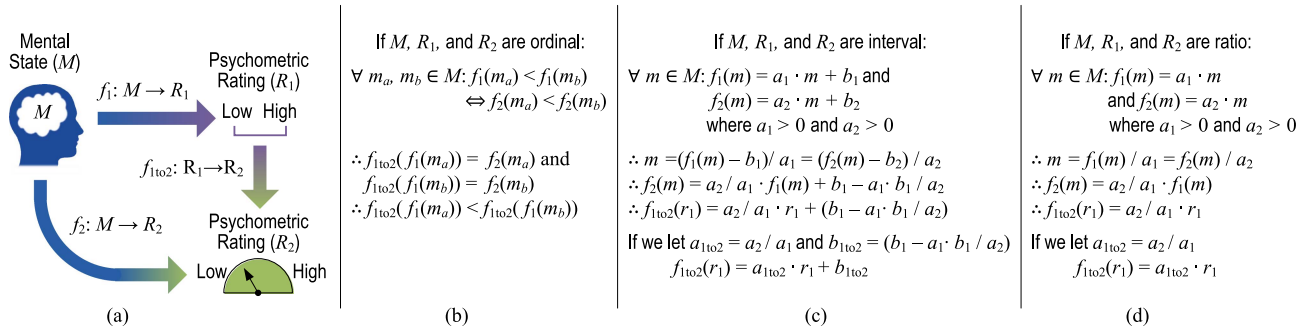 Mental
State (M)
M
f₁: M → R₁
Psychometric
Rating (R₁)
Low High
f₁ₜₒ₂: R₁→R₂
f₂: M → R₂
Psychometric
Rating (R₂)
Low High
(a)
If M, R₁, and R₂ are ordinal:
∀ mₐ, m_b ∈ M: f₁(mₐ) < f₁(m_b)
⇔ f₂(mₐ) < f₂(m_b)
∴ f₁ₜₒ₂( f₁(mₐ)) = f₂(mₐ) and
f₁ₜₒ₂( f₁(m_b)) = f₂(m_b)
∴ f₁ₜₒ₂( f₁(mₐ)) < f₁ₜₒ₂( f₁(m_b))
(b)
If M, R₁, and R₂ are interval:
∀ m ∈ M: f₁(m) = a₁ · m + b₁ and
f₂(m) = a₂ · m + b₂
where a₁ > 0 and a₂ > 0
∴ m =(f₁(m) − b₁)/ a₁ = (f₂(m) − b₂) / a₂
∴ f₂(m) = a₂ / a₁ · f₁(m) + b₁ − a₁ · b₁ / a₂
∴ f₁ₜₒ₂(r₁) = a₂ / a₁ · r₁ + (b₁ − a₁· b₁ / a₂)
If we let a₁ₜₒ₂ = a₂ / a₁ and b₁ₜₒ₂ = (b₁ − a₁ · b₁ / a₂)
f₁ₜₒ₂(r₁) = a₁ₜₒ₂ · r₁ + b₁ₜₒ₂
(c)
If M, R₁, and R₂ are ratio:
∀ m ∈ M: f₁(m) = a₁ · m
and f₂(m) = a₂ · m
where a₁ > 0 and a₂ > 0
∴ m = f₁(m) / a₁ = f₂(m) / a₂
∴ f₂(m) = a₂ / a₁ · f₁(m)
∴ f₁ₜₒ₂(r₁) = a₂ / a₁ · r₁
If we let a₁ₜₒ₂ = a₂ / a₁
f₁ₜₒ₂(r₁) = a₁ₜₒ₂ · r₁
(d)